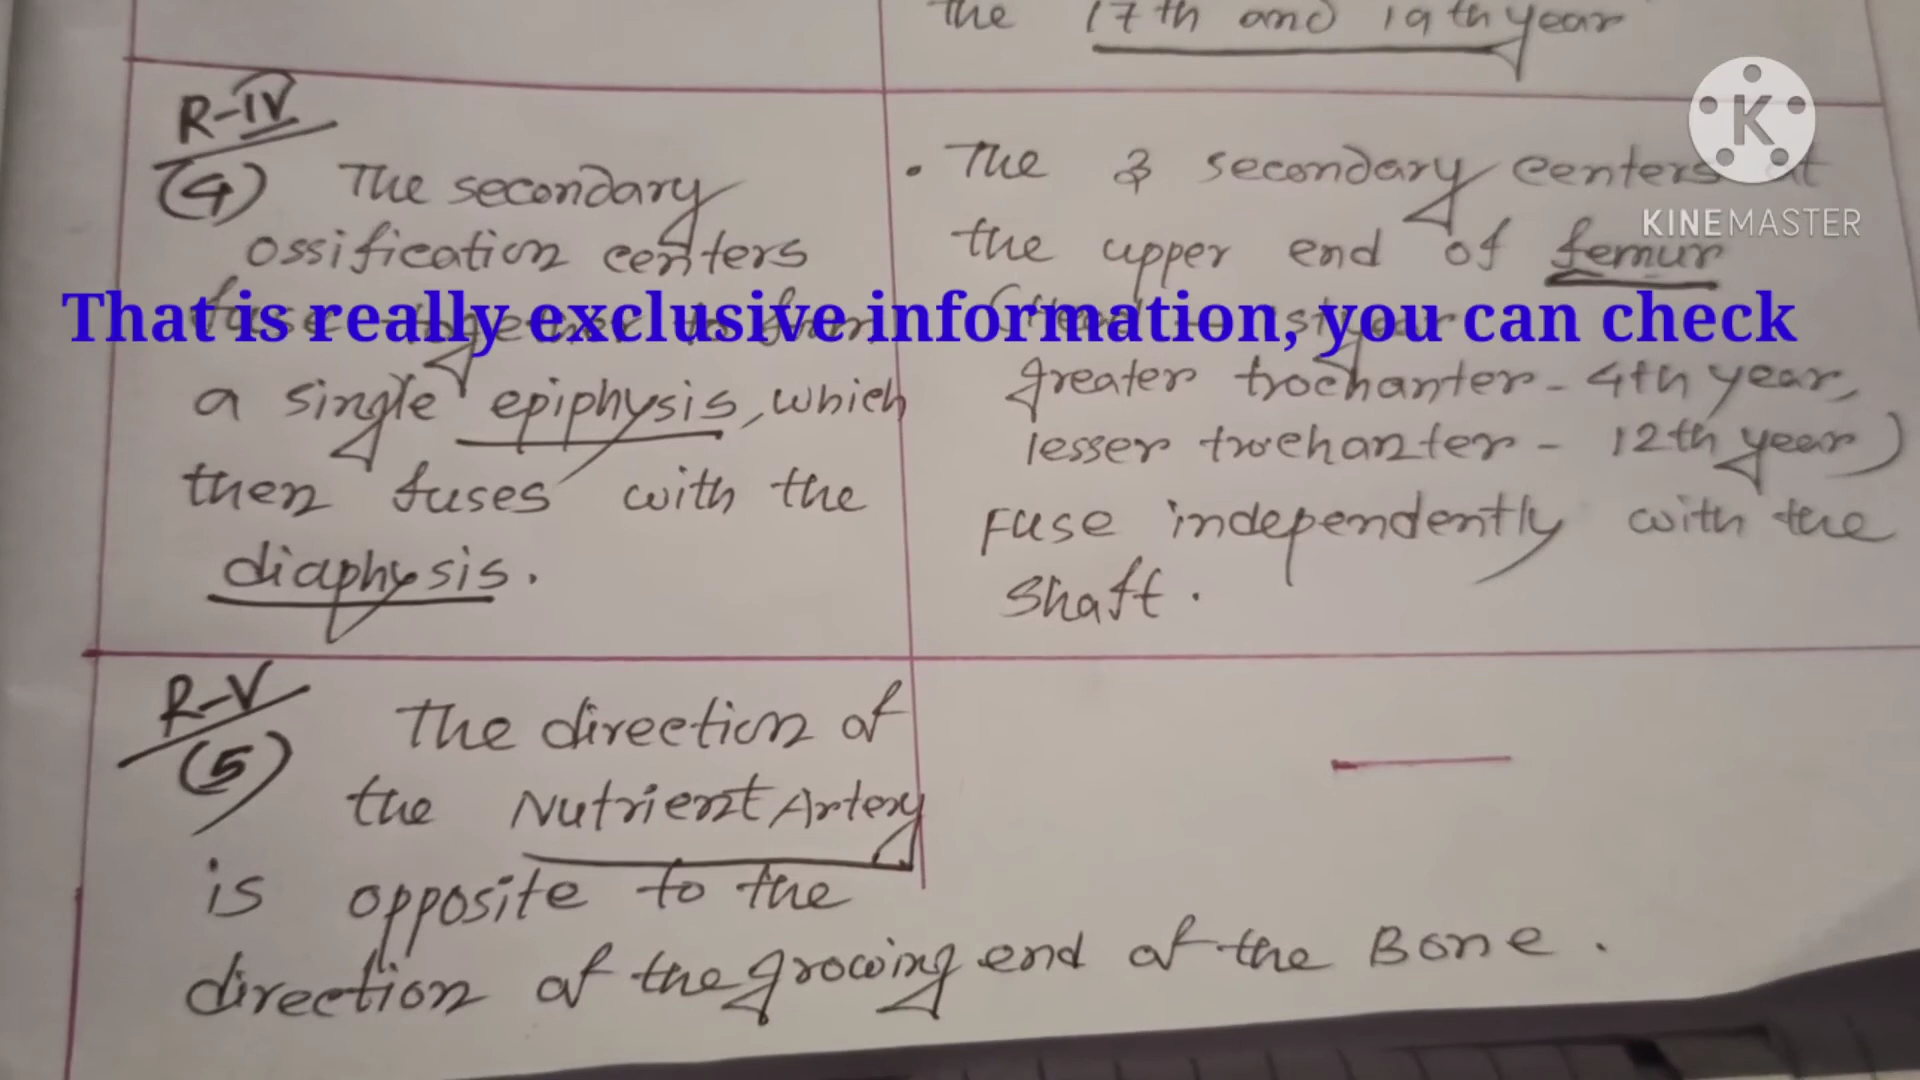 the 17th and 19th year
R-IV
(4) The secondary
ossification centers
a single epiphysis, which
then fuses with the
diaphysis.
• The 3 secondary centers at
the upper end of femur
greater trochanter - 4th year,
lesser trochanter - 12th year)
Fuse independently with the
shaft.
That is really exclusive information, you can check
R-V
(5) The direction of
the Nutrient Artery
is opposite to the
direction of the growing end of the Bone.
K
KINEMASTER